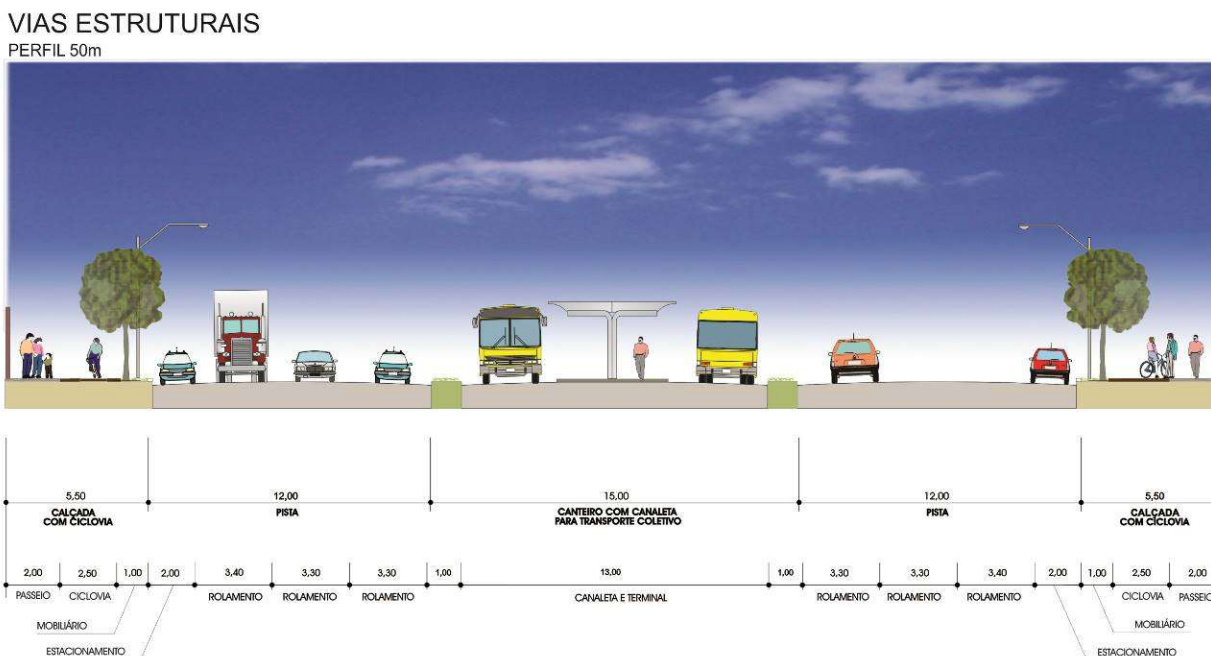 VIAS ESTRUTURAIS
PERFIL 50m
5,50
12,00
15,00
12,00
5,50
CALÇADA
COM CICLOVIA
PISTA
CANTEIRO COM CANALETA
PARA TRANSPORTE COLETIVO
PISTA
CALÇADA
COM CICLOVIA
2,00
2,50
1,00
2,00
3,40
3,30
3,30
1,00
13,00
1,00
3,30
3,30
3,40
2,00
1,00
2,50
2,00
PASSEIO
CICLOVIA
ROLAMENTO
ROLAMENTO
ROLAMENTO
CANALETA E TERMINAL
ROLAMENTO
ROLAMENTO
ROLAMENTO
CICLOVIA
PASSEIO
MOBILIÁRIO
MOBILIÁRIO
ESTACIONAMENTO
ESTACIONAMENTO